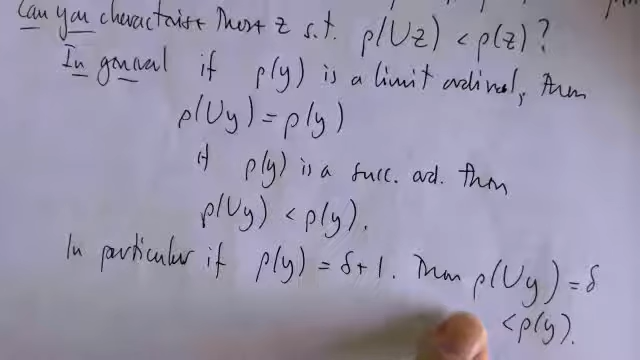 Can you characterise those z s.t. ρ(∪z) < ρ(z)?
In general if ρ(y) is a limit ordinal, then
ρ(∪y) = ρ(y)
if ρ(y) is a succ. ord. then
ρ(∪y) < ρ(y).
In particular if ρ(y) = δ + 1. Then ρ(∪y) = δ
< ρ(y).